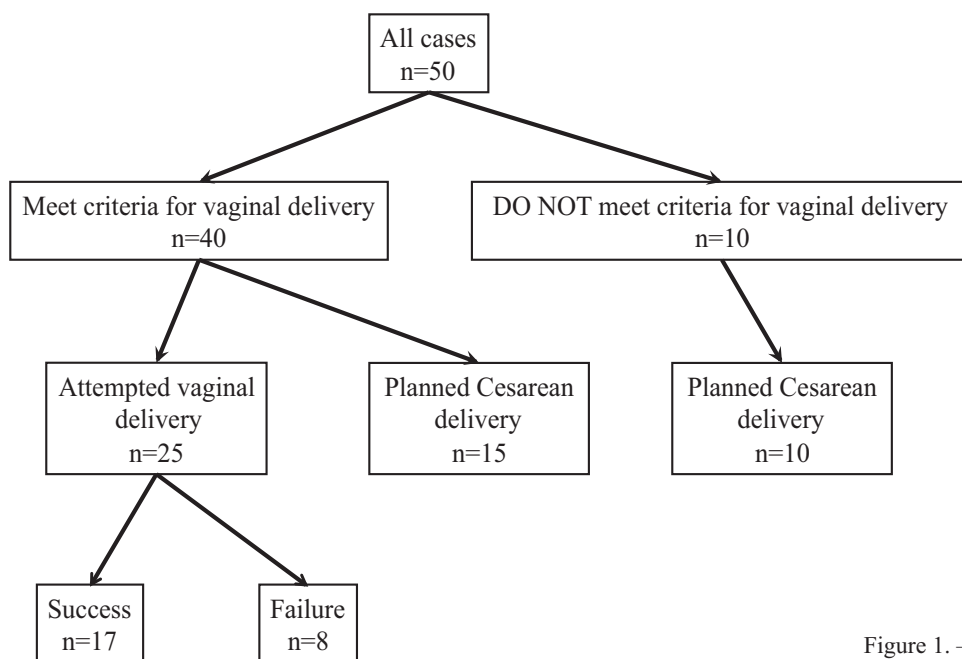 All cases
n=50
Meet criteria for vaginal delivery
n=40
DO NOT meet criteria for vaginal delivery
n=10
Attempted vaginal
delivery
n=25
Planned Cesarean
delivery
n=15
Planned Cesarean
delivery
n=10
Success
n=17
Failure
n=8
Figure 1. –